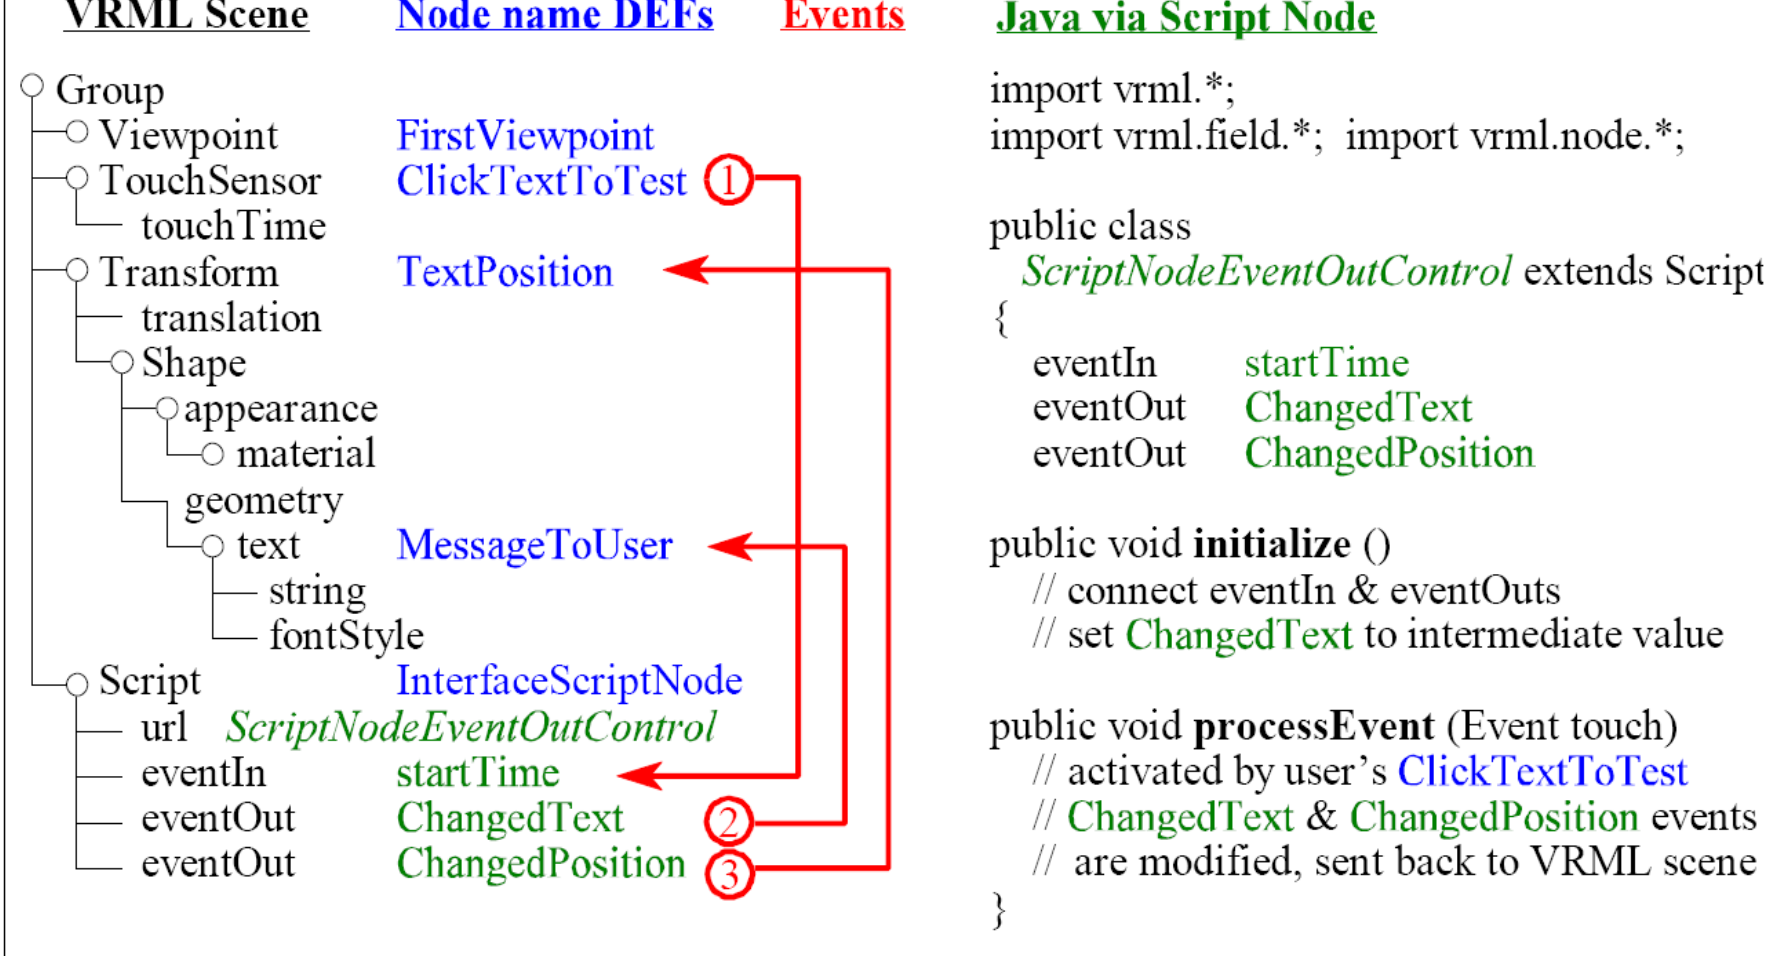 VRML Scene Node name DEFs Events Java via Script Node
Group
Viewpoint FirstViewpoint
TouchSensor ClickTextToTest 1
touchTime
Transform TextPosition
translation
Shape
appearance
material
geometry
text MessageToUser
string
fontStyle
Script InterfaceScriptNode
url ScriptNodeEventOutControl
eventIn startTime
eventOut ChangedText 2
eventOut ChangedPosition 3
import vrml.*;
import vrml.field.*; import vrml.node.*;
public class
ScriptNodeEventOutControl extends Script
{
eventIn startTime
eventOut ChangedText
eventOut ChangedPosition
public void initialize ()
// connect eventIn & eventOuts
// set ChangedText to intermediate value
public void processEvent (Event touch)
// activated by user’s ClickTextToTest
// ChangedText & ChangedPosition events
// are modified, sent back to VRML scene
}